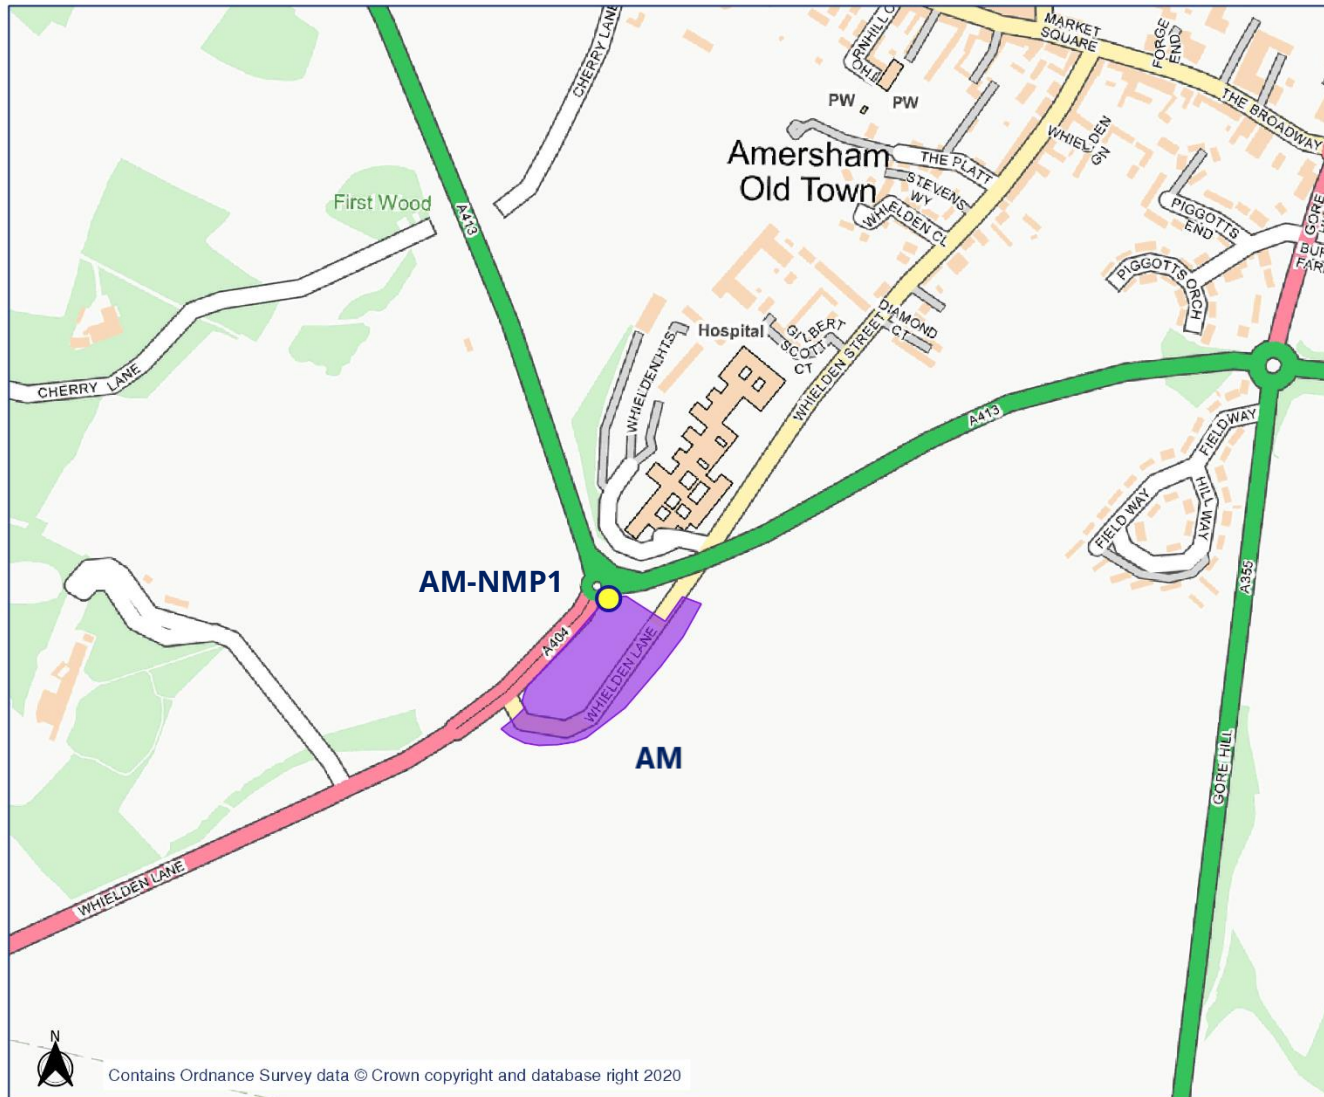 MARKET
SQUARE
FORGE
END
CHERRY LANE
PW
PW
THE BROADWAY
Amersham
Old Town
THE PLATT
STEVENS
WY
WHIELDEN CL
First Wood
A413
PIGGOTTS
END
GORE
PIGGOTTS ORCH
Hospital
GILBERT
SCOTT
CT
DIAMOND
CT
WHIELDEN STREET
WHIELDEN HTS
CHERRY LANE
A413
FIELDWAY
HILL WAY
FIELD WAY
A355
AM-NMP1
A404
WHIELDEN LANE
AM
GORE HILL
WHIELDEN LANE
N
Contains Ordnance Survey data © Crown copyright and database right 2020